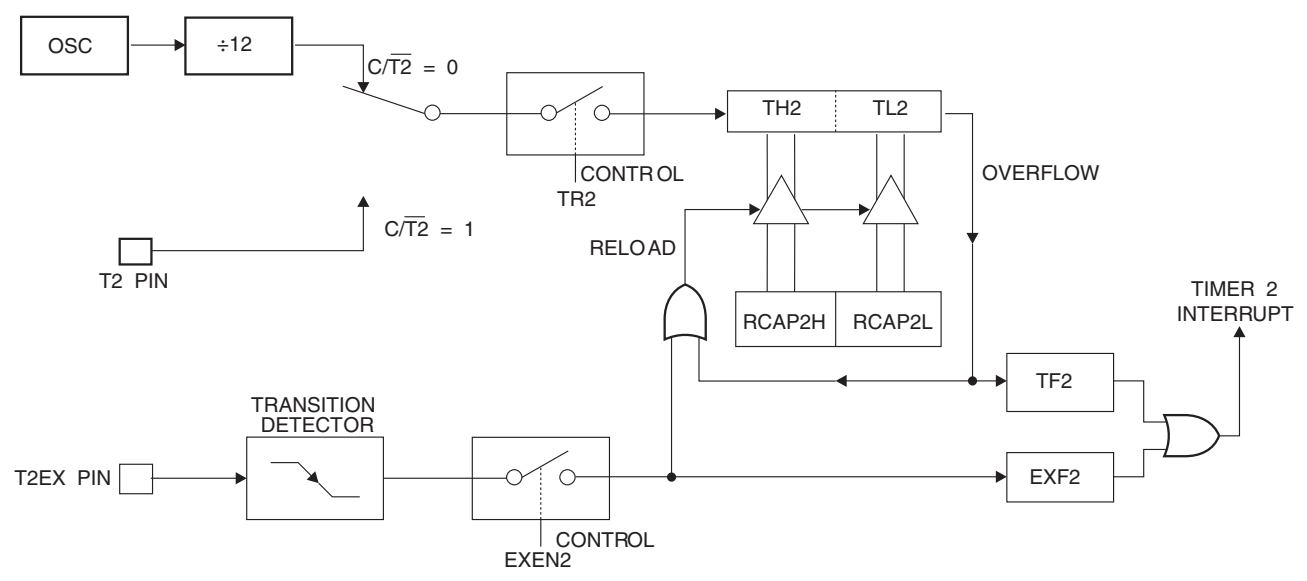 OSC
÷12
C/T2 = 0
TH2
TL2
CONTROL
TR2
OVERFLOW
C/T2 = 1
T2 PIN
RELOAD
TIMER 2
INTERRUPT
RCAP2H
RCAP2L
TF2
TRANSITION
DETECTOR
T2EX PIN
EXF2
CONTROL
EXEN2